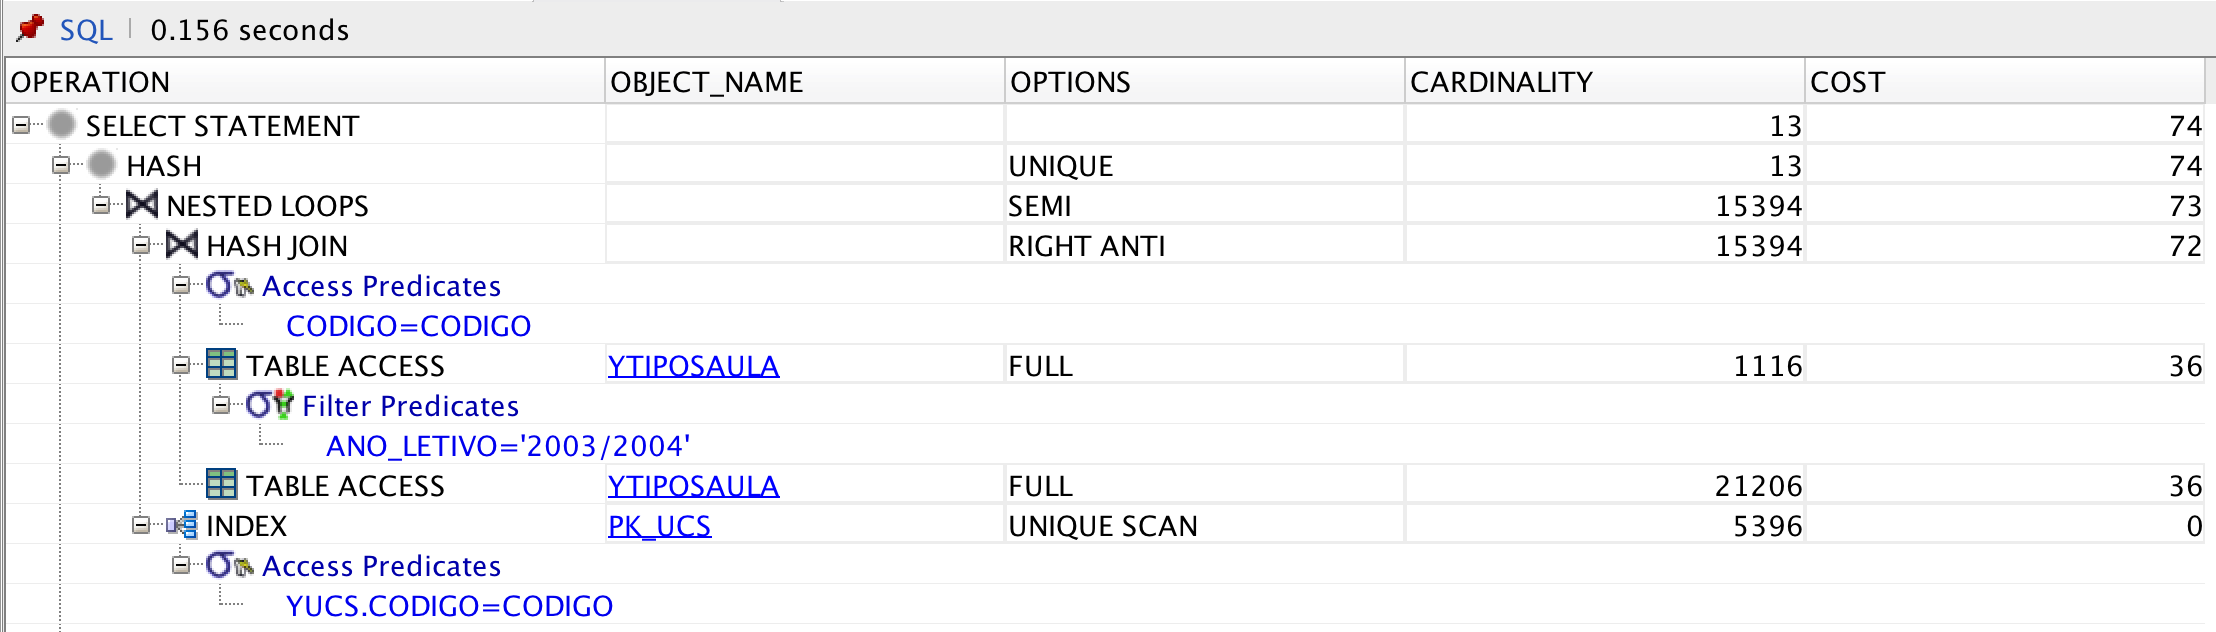 SQL | 0.156 seconds
OPERATION OBJECT_NAME OPTIONS CARDINALITY COST
SELECT STATEMENT 13 74
HASH UNIQUE 13 74
NESTED LOOPS SEMI 15394 73
HASH JOIN RIGHT ANTI 15394 72
Access Predicates
CODIGO=CODIGO
TABLE ACCESS YTIPOSAULA FULL 1116 36
Filter Predicates
ANO_LETIVO='2003/2004'
TABLE ACCESS YTIPOSAULA FULL 21206 36
INDEX PK_UCS UNIQUE SCAN 5396 0
Access Predicates
YUCS.CODIGO=CODIGO